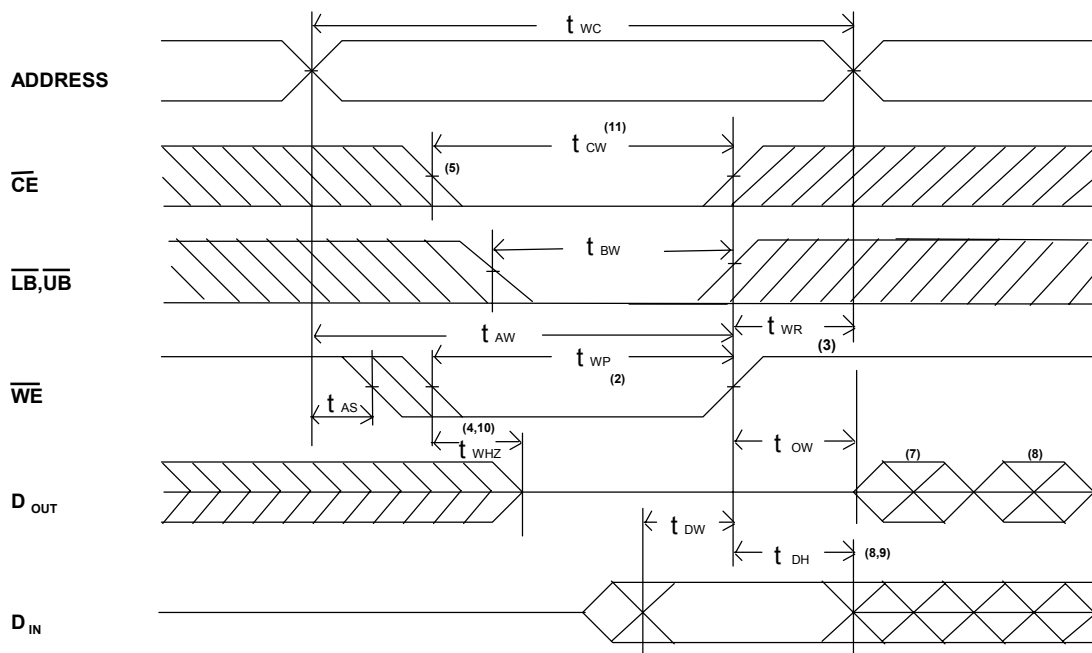 t WC
ADDRESS
t CW (11)
CE (5)
t BW
LB,UB
t AW
t WR
t WP (2)
(3)
WE
t AS
(4,10)
t WHZ
t OW
(7)
(8)
D OUT
t DW
t DH
(8,9)
D IN